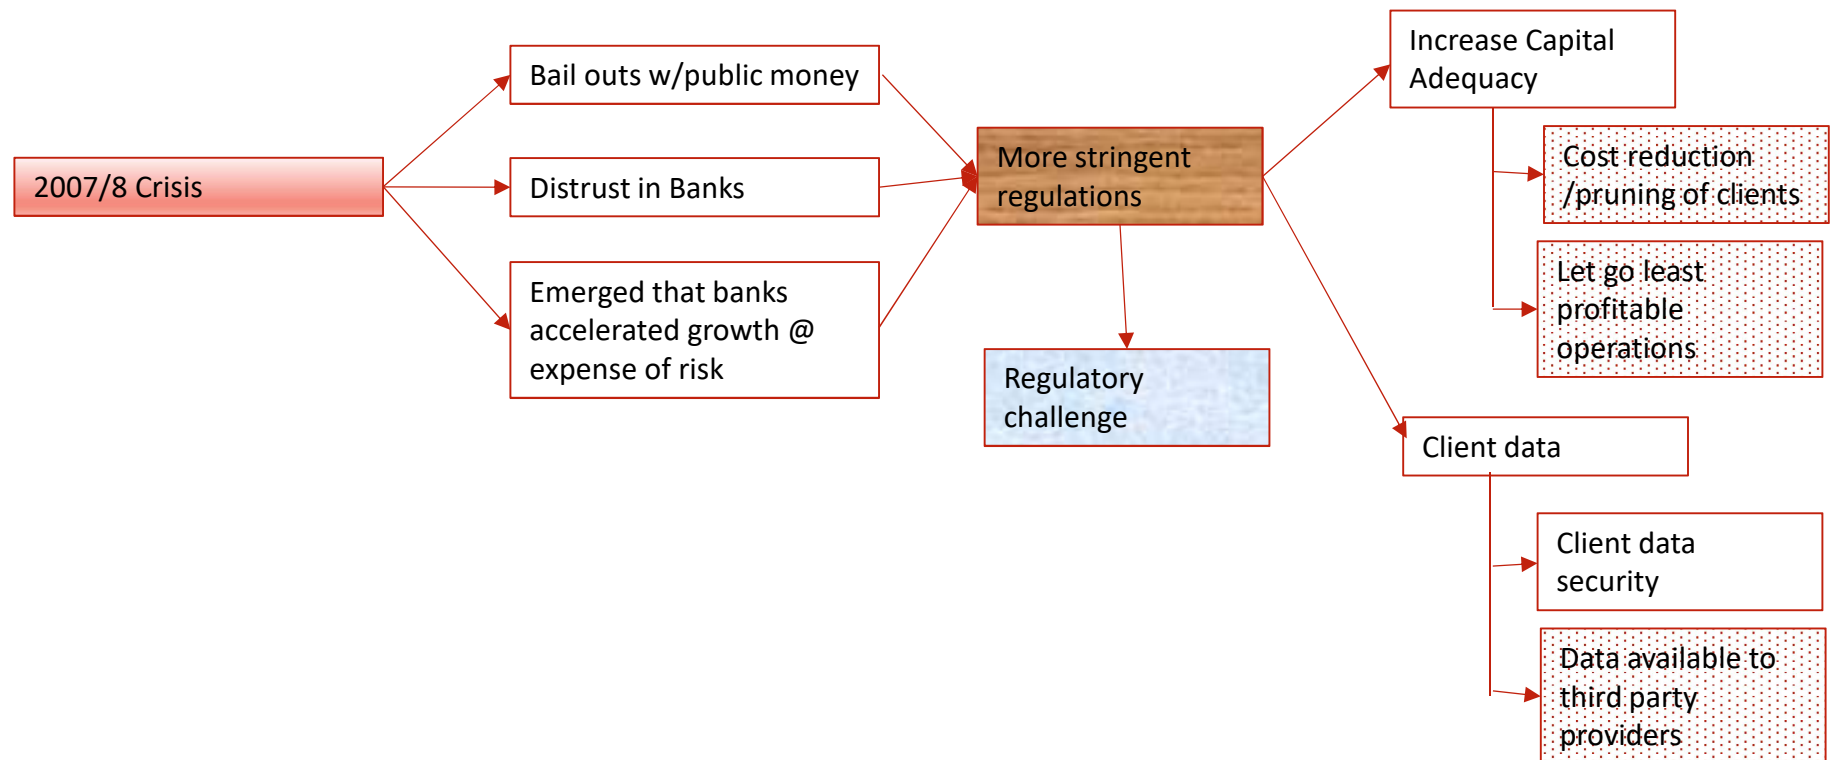 2007/8 Crisis
Bail outs w/public money
Distrust in Banks
Emerged that banks
accelerated growth @
expense of risk
More stringent
regulations
Regulatory
challenge
Increase Capital
Adequacy
Cost reduction
/pruning of clients
Let go least
profitable
operations
Client data
Client data
security
Data available to
third party
providers